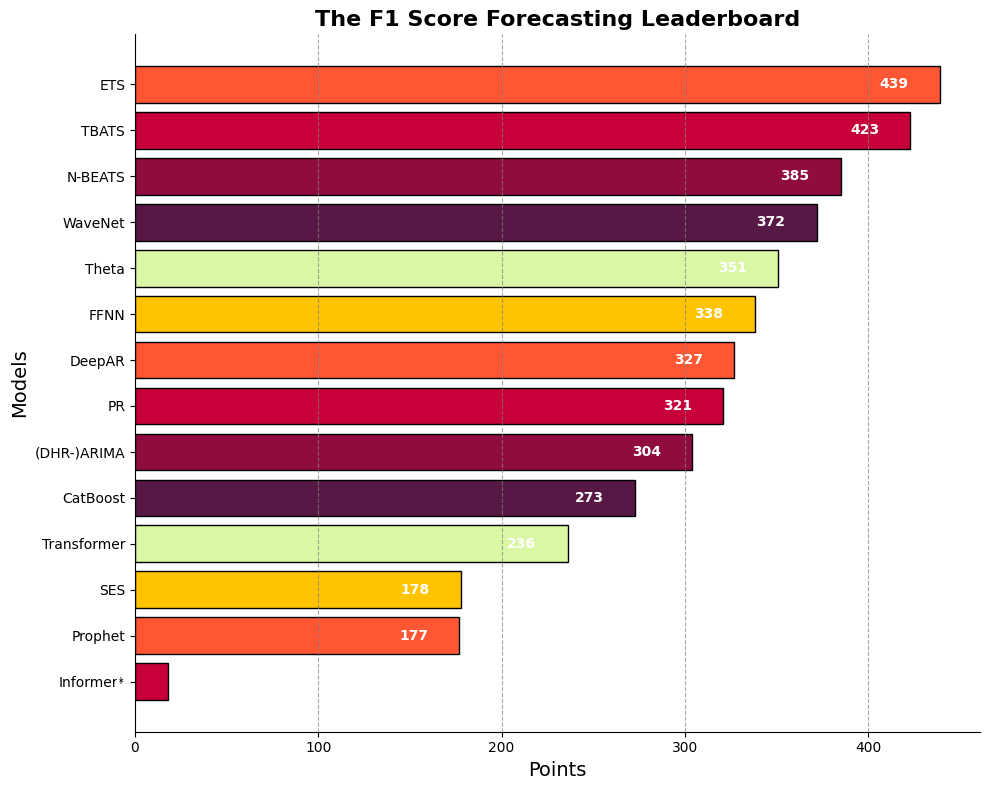 The F1 Score Forecasting Leaderboard
Models
ETS 439
TBATS 423
N-BEATS 385
WaveNet 372
Theta 351
FFNN 338
DeepAR 327
PR 321
(DHR-)ARIMA 304
CatBoost 273
Transformer 236
SES 178
Prophet 177
Informer*
0 100 200 300 400
Points